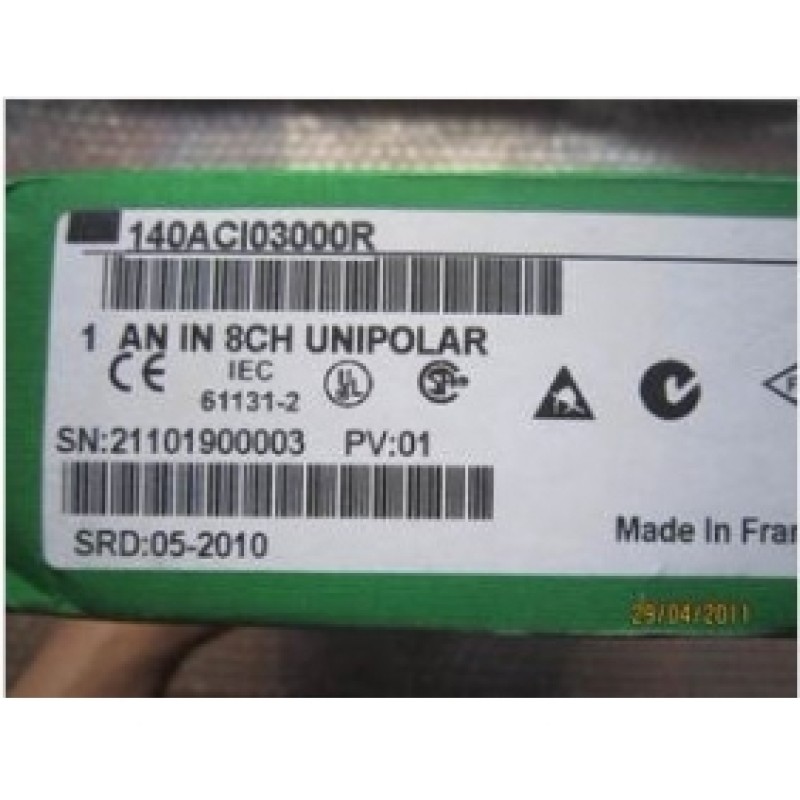 140ACI03000R
1 AN IN 8CH UNIPOLAR
CE IEC UL
61131-2
SN:21101900003 PV:01
Made In
SRD:05-2010
29/04/2011